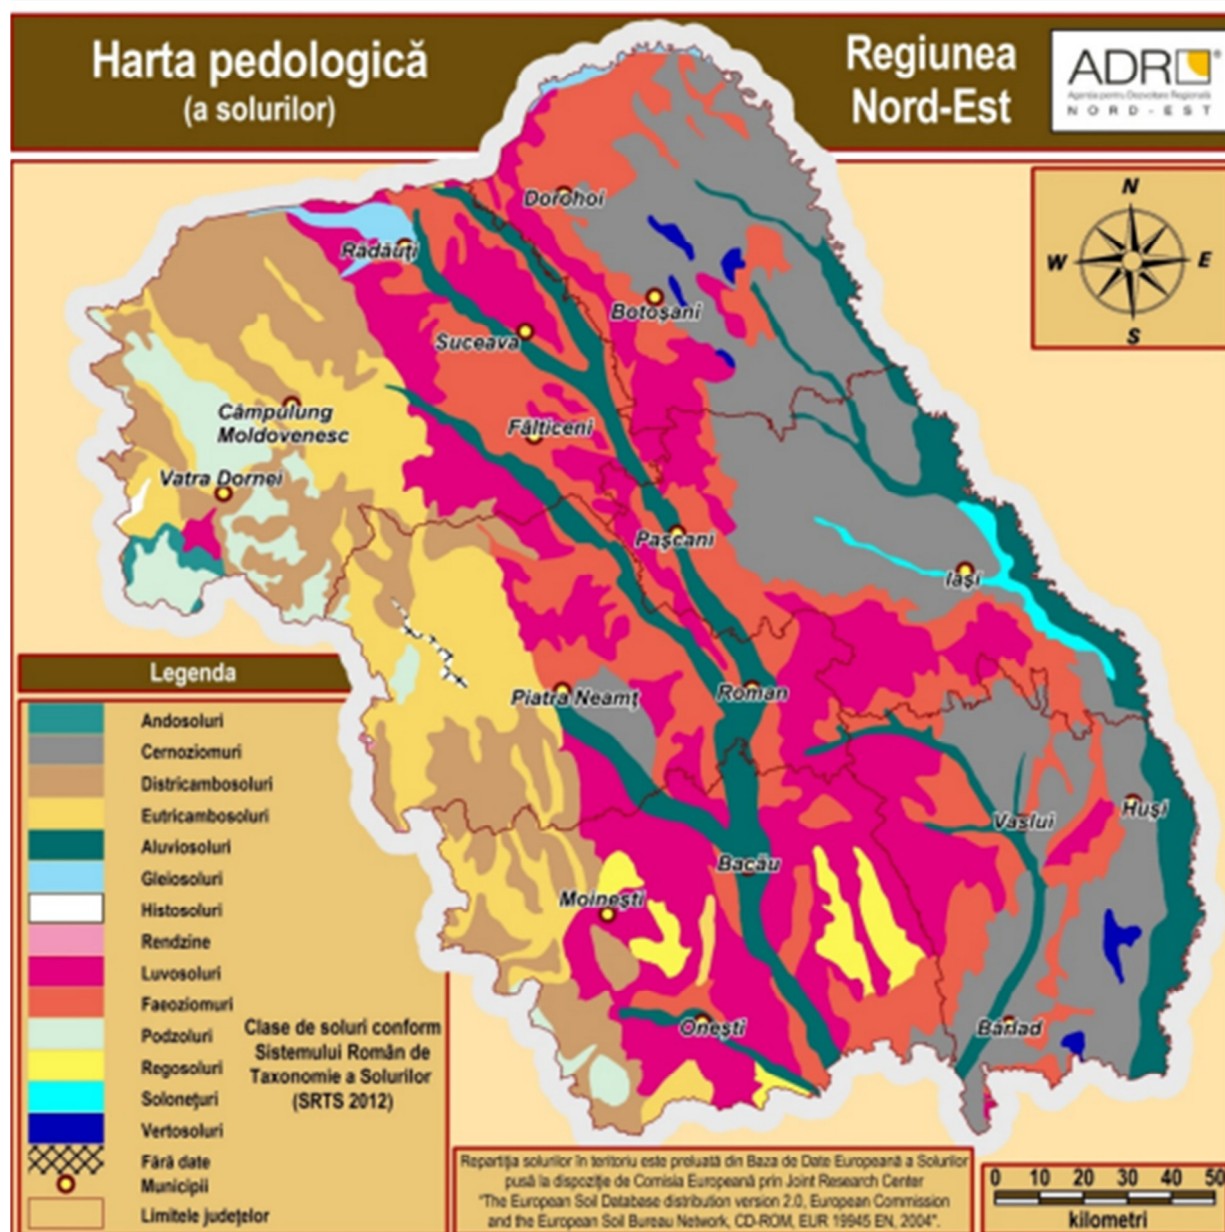 Harta pedologică
(a solurilor)
Regiunea
Nord-Est
ADR
Agenția pentru Dezvoltare Regională
NORD-EST
N
W
E
S
Dorohoi
Rădăuți
Botoșani
Suceava
Câmpulung
Moldovenesc
Fălticeni
Vatra Dornei
Pașcani
Iași
Piatra Neamț
Roman
Huși
Vaslui
Bacău
Moinești
Onești
Bârlad
Legenda
Andosoluri
Cernoziomuri
Districambosoluri
Eutricambosoluri
Aluviosoluri
Gleiosoluri
Histosoluri
Rendzine
Luvosoluri
Faeoziomuri
Podzoluri
Regosoluri
Solonețuri
Vertosoluri
Fără date
Municipii
Limitele județelor
Clase de soluri conform
Sistemului Român de
Taxonomie a Solurilor
(SRTS 2012)
Repartiția solurilor în teritoriu este preluată din Baza de Date Europeană a Solurilor
pusă la dispoziție de Comisia Europeană prin Joint Research Center
"The European Soil Database distribution version 2.0, European Commission
and the European Soil Bureau Network, CD-ROM, EUR 19945 EN, 2004".
0 10 20 30 40 50
kilometri